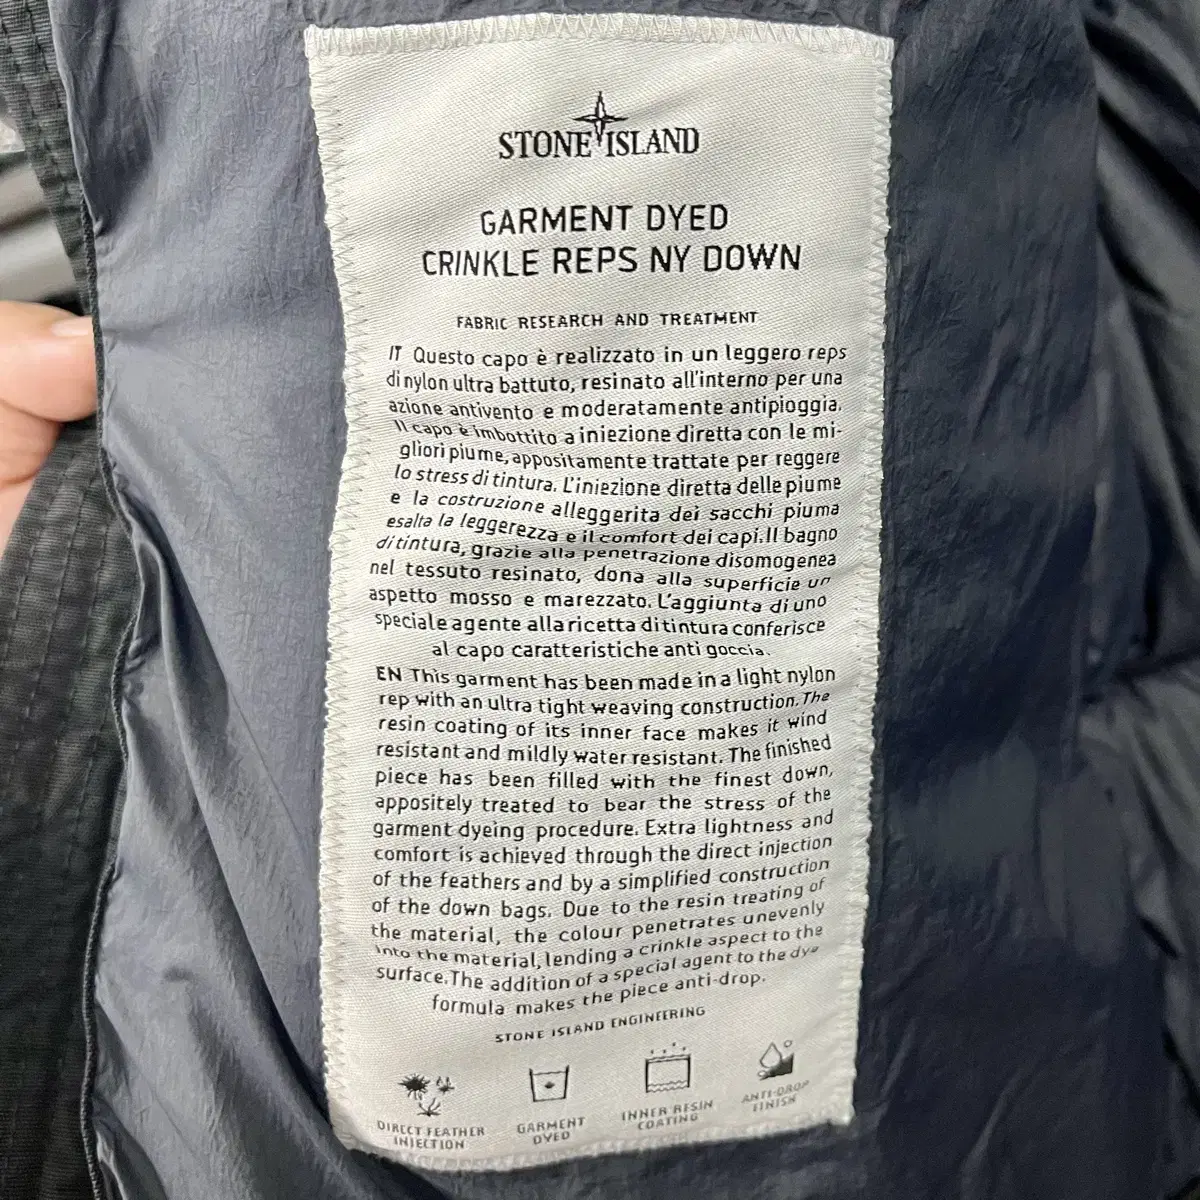 STONE ISLAND
GARMENT DYED
CRINKLE REPS NY DOWN
FABRIC RESEARCH AND TREATMENT
IT Questo capo è realizzato in un leggero reps
di nylon ultra battuto, resinato all'interno per una
azione antivento e moderatamente antipioggia.
Il capo è imbottito a iniezione diretta con le mi-
gliori piume, appositamente trattate per reggere
lo stress di tintura. L'iniezione diretta delle piume
e la costruzione alleggerita dei sacchi piuma
esalta la leggerezza e il comfort dei capi. Il bagno
di tintura, grazie alla penetrazione disomogenea
nel tessuto resinato, dona alla superficie un
aspetto mosso e marezzato. L'aggiunta di uno
speciale agente alla ricetta di tintura conferisce
al capo caratteristiche anti goccia.
EN This garment has been made in a light nylon
rep with an ultra tight weaving construction. The
resin coating of its inner face makes it wind
resistant and mildly water resistant. The finished
piece has been filled with the finest down,
appositely treated to bear the stress of the
garment dyeing procedure. Extra lightness and
comfort is achieved through the direct injection
of the feathers and by a simplified construction
of the down bags. Due to the resin treating of
the material, the colour penetrates unevenly
into the material, lending a crinkle aspect to the
surface. The addition of a special agent to the dye
formula makes the piece anti-drop.
STONE ISLAND ENGINEERING
DIRECT FEATHER
INJECTION
GARMENT
DYED
INNER RESIN
COATING
ANTI-DROP
FINISH